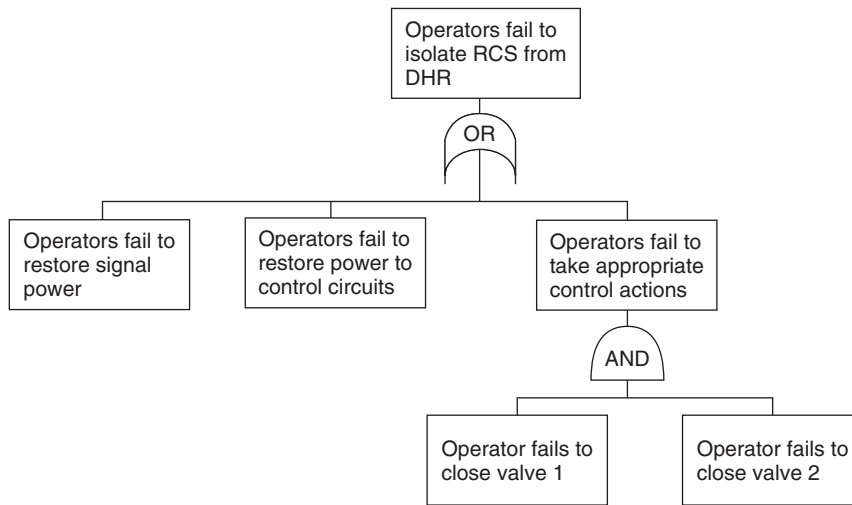 Operators fail to
isolate RCS from
DHR
OR
Operators fail to
restore signal
power
Operators fail to
restore power to
control circuits
Operators fail to
take appropriate
control actions
AND
Operator fails to
close valve 1
Operator fails to
close valve 2